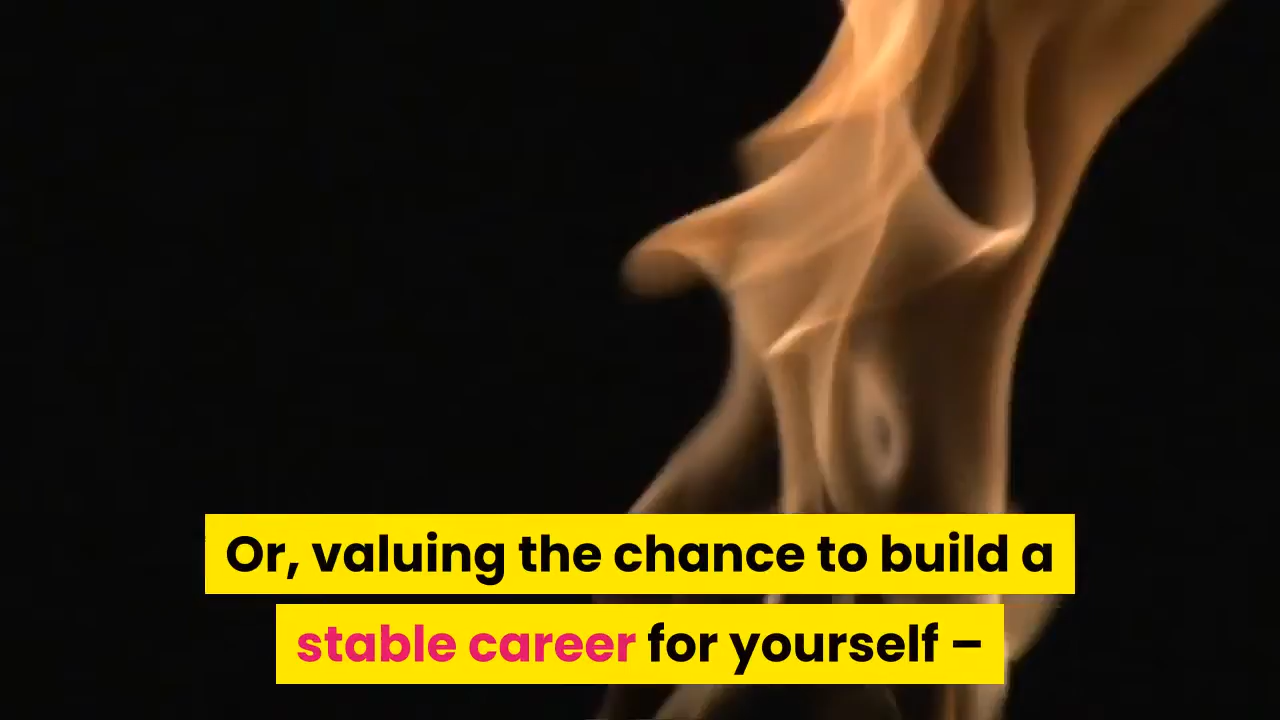 Or, valuing the chance to build a
stable career for yourself –